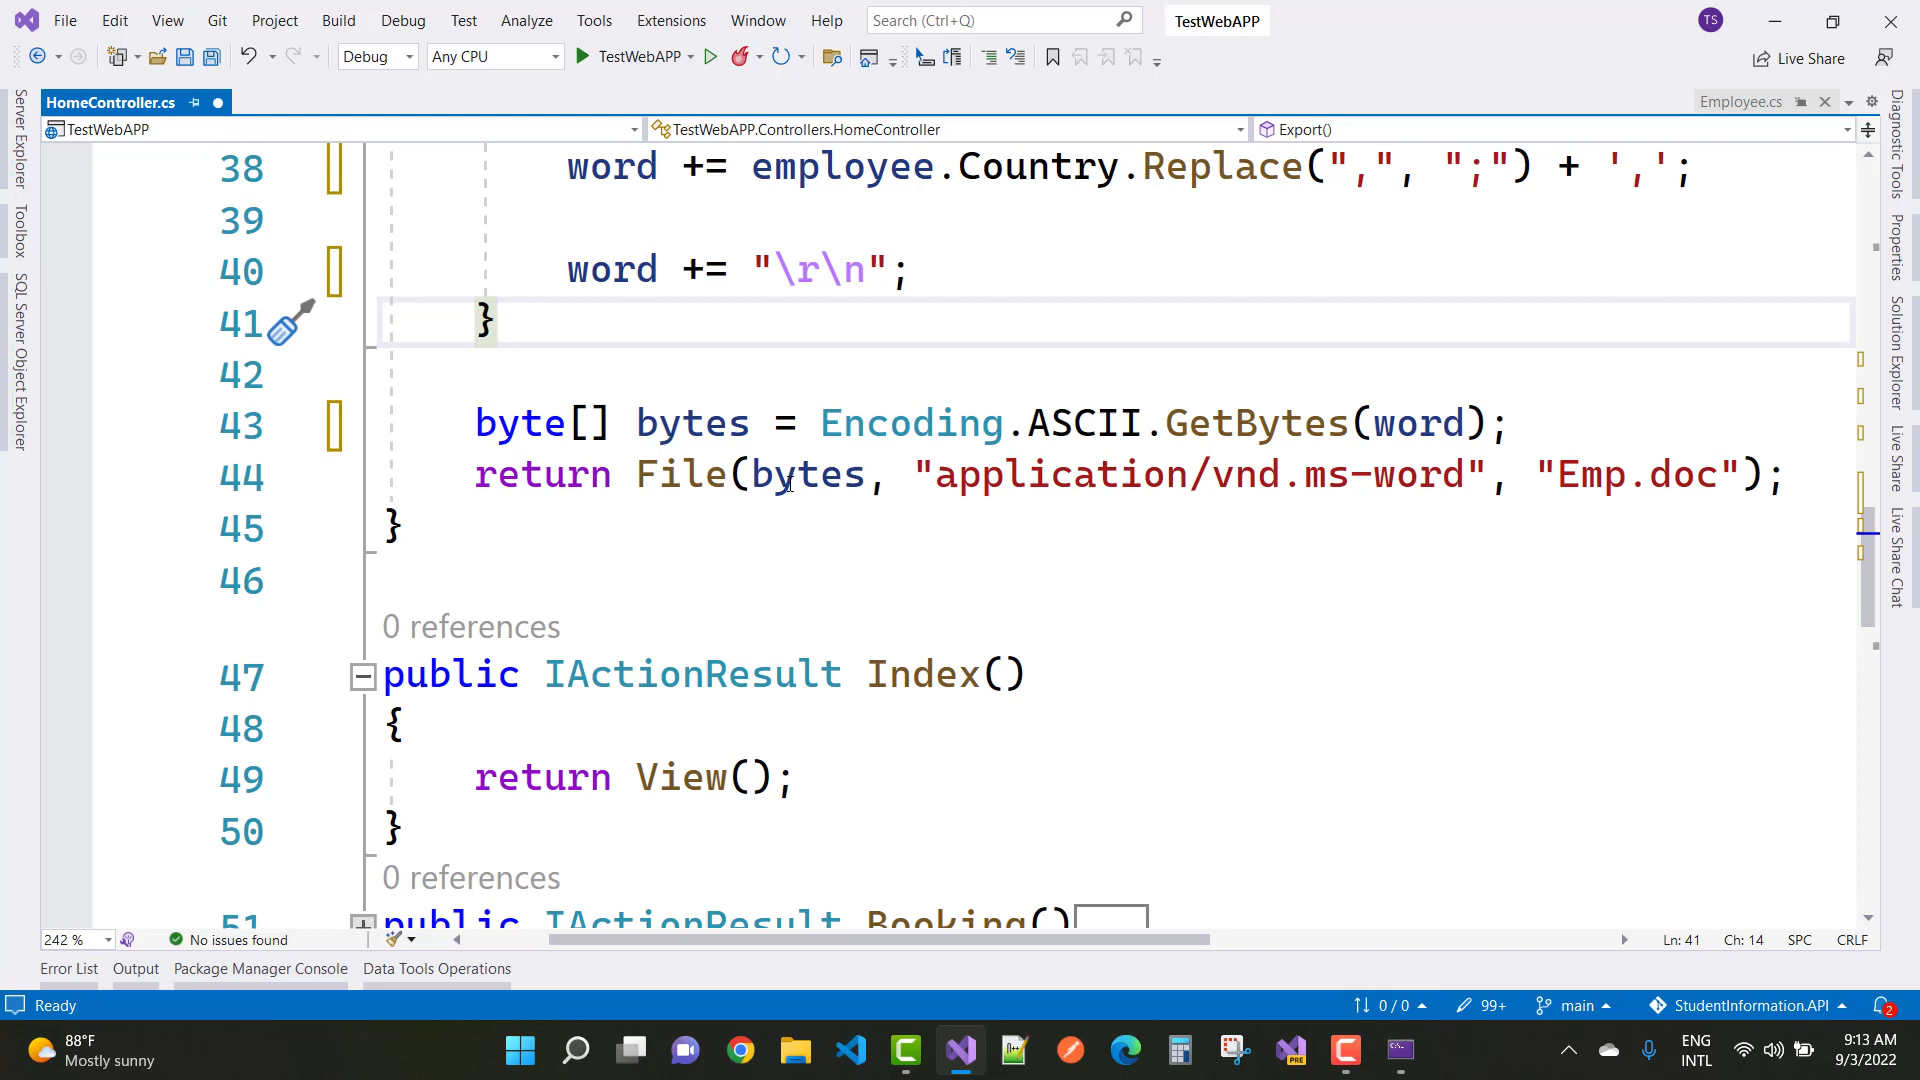 File Edit View Git Project Build Debug Test Analyze Tools Extensions Window Help Search (Ctrl+Q) TestWebAPP TS
Debug Any CPU TestWebAPP Live Share
HomeController.cs Employee.cs
TestWebAPP TestWebAPP.Controllers.HomeController Export()
Server Explorer
Toolbox
SQL Server Object Explorer
38 word += employee.Country.Replace(",", ";") + ',';
39
40 word += "\r\n";
41 }
42
43 byte[] bytes = Encoding.ASCII.GetBytes(word);
44 return File(bytes, "application/vnd.ms-word", "Emp.doc");
45 }
46
0 references
47 public IActionResult Index()
48 {
49 return View();
50 }
0 references
51 public IActionResult Booking()
Diagnostic Tools
Properties
Solution Explorer
Live Share
Live Share Chat
242 % No issues found Ln: 41 Ch: 14 SPC CRLF
Error List Output Package Manager Console Data Tools Operations
Ready 0 / 0 99+ main StudentInformation.API 2
88°F
Mostly sunny
PRE
ENG
INTL
9:13 AM
9/3/2022